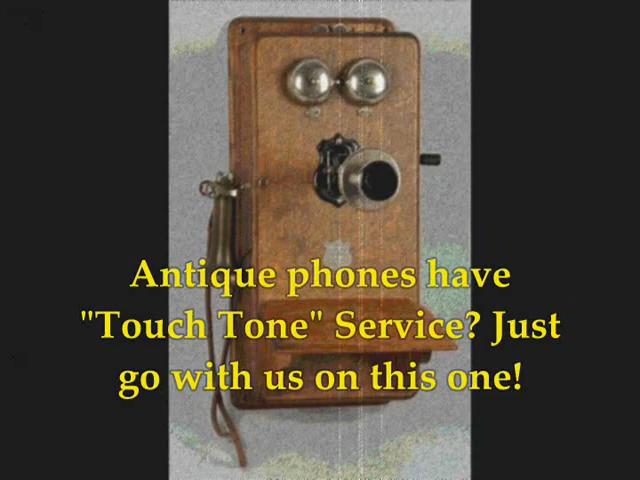 Antique phones have
"Touch Tone" Service? Just
go with us on this one!